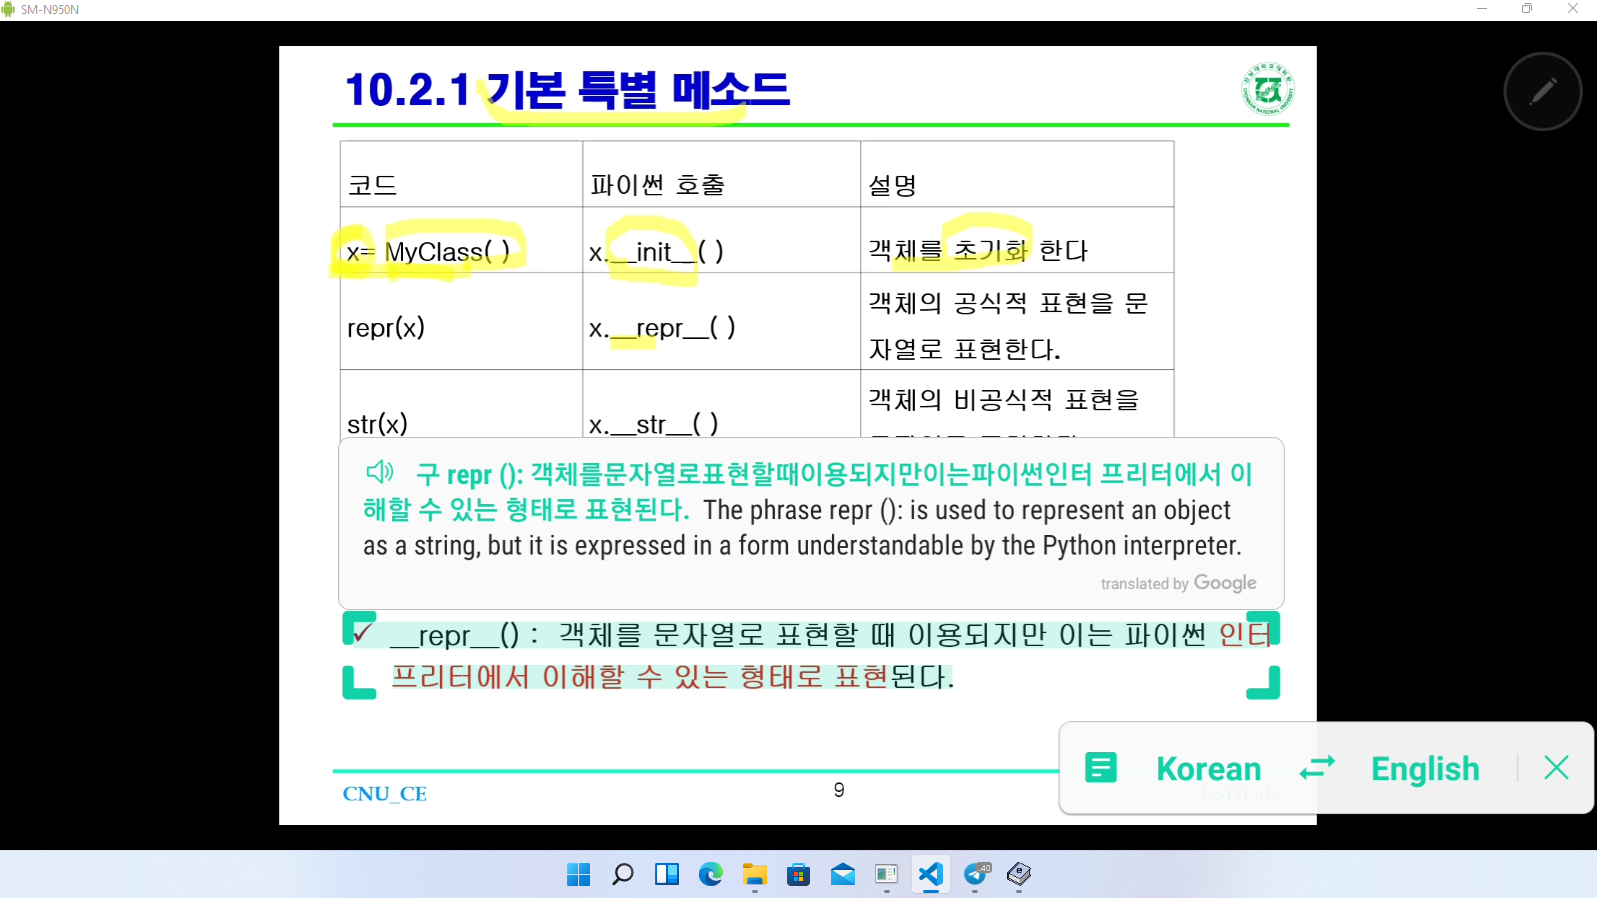 SM-N950N
10.2.1 기본 특별 메소드
코드
파이썬 호출
설명
x= MyClass( )
x.__init__( )
객체를 초기화 한다
repr(x)
x.__repr__( )
객체의 공식적 표현을 문
자열로 표현한다.
str(x)
x.__str__( )
객체의 비공식적 표현을
구 repr (): 객체를문자열로표현할때이용되지만이는파이썬인터 프리터에서 이
해할 수 있는 형태로 표현된다. The phrase repr (): is used to represent an object
as a string, but it is expressed in a form understandable by the Python interpreter.
translated by Google
✓ __repr__() : 객체를 문자열로 표현할 때 이용되지만 이는 파이썬 인터
프리터에서 이해할 수 있는 형태로 표현된다.
Korean
English
CNU_CE
9
40